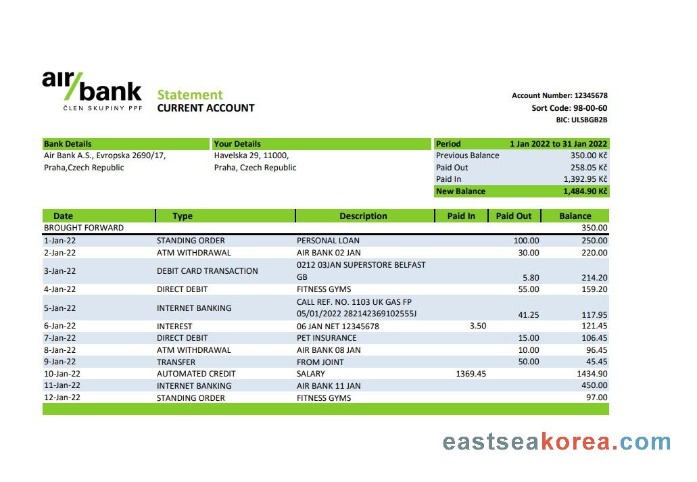 air bank
ČLEN SKUPINY PPF
Statement
CURRENT ACCOUNT
Account Number: 12345678
Sort Code: 98-00-60
BIC: ULSBGB2B
Bank Details Your Details Period 1 Jan 2022 to 31 Jan 2022
Air Bank A.S., Evropska 2690/17, Havelska 29, 11000, Previous Balance 350.00 Kč
Praha,Czech Republic Praha, Czech Republic Paid Out 258.05 Kč
Paid In 1,392.95 Kč
New Balance 1,484.90 Kč
Date Type Description Paid In Paid Out Balance
BROUGHT FORWARD 350.00
1-Jan-22 STANDING ORDER PERSONAL LOAN 100.00 250.00
2-Jan-22 ATM WITHDRAWAL AIR BANK 02 JAN 30.00 220.00
3-Jan-22 DEBIT CARD TRANSACTION 0212 03JAN SUPERSTORE BELFAST
GB 5.80 214.20
4-Jan-22 DIRECT DEBIT FITNESS GYMS 55.00 159.20
5-Jan-22 INTERNET BANKING CALL REF. NO. 1103 UK GAS FP
05/01/2022 282142369102555J 41.25 117.95
6-Jan-22 INTEREST 06 JAN NET 12345678 3.50 121.45
7-Jan-22 DIRECT DEBIT PET INSURANCE 15.00 106.45
8-Jan-22 ATM WITHDRAWAL AIR BANK 08 JAN 10.00 96.45
9-Jan-22 TRANSFER FROM JOINT 50.00 45.45
10-Jan-22 AUTOMATED CREDIT SALARY 1369.45 1434.90
11-Jan-22 INTERNET BANKING AIR BANK 11 JAN 450.00
12-Jan-22 STANDING ORDER FITNESS GYMS 97.00
eastseakorea.com